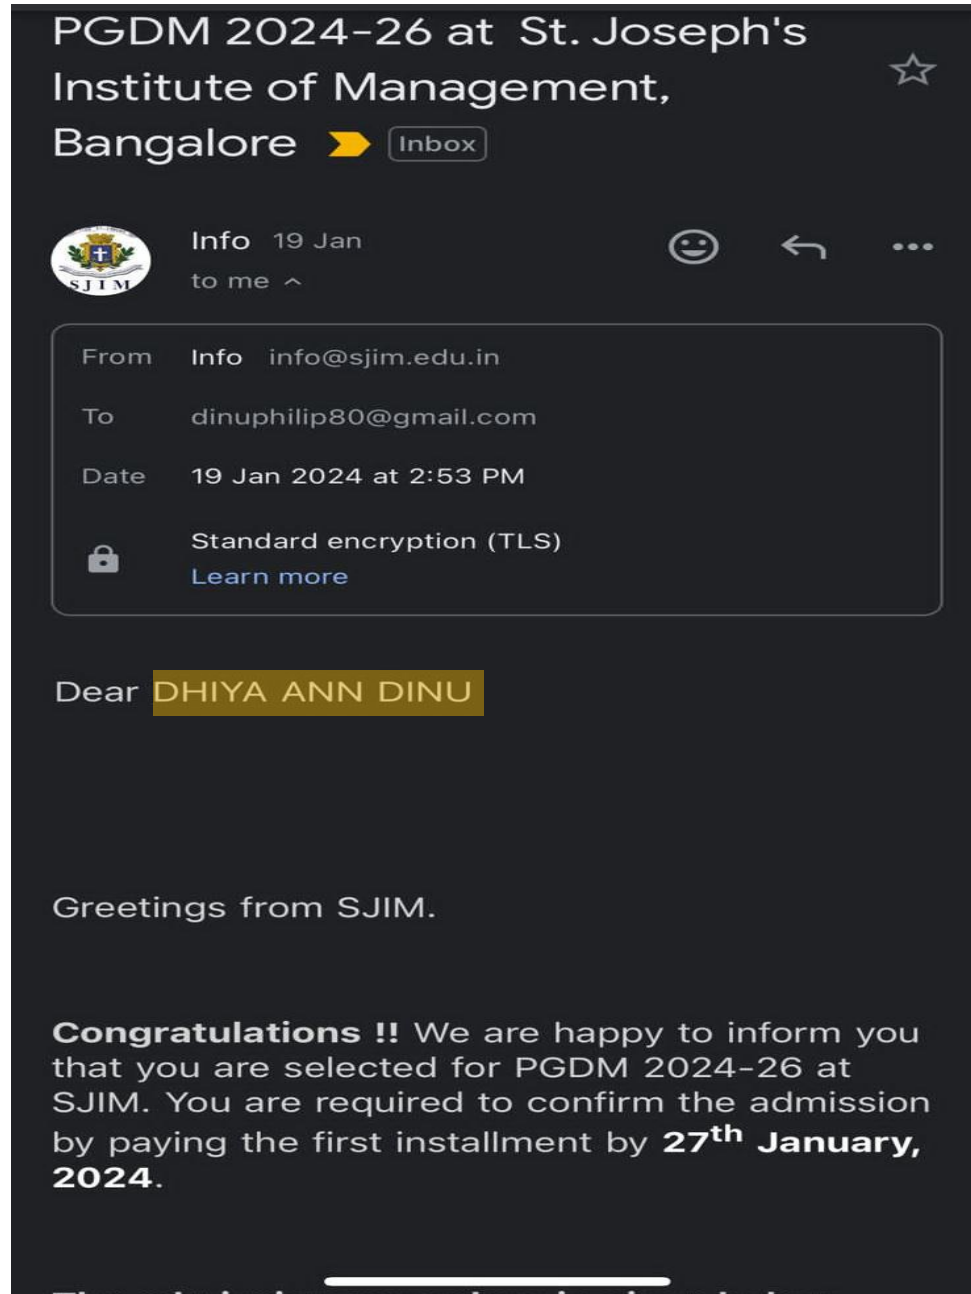 PGDM 2024-26 at St. Joseph's
Institute of Management,
Bangalore Inbox
Info 19 Jan
to me
SJIM
From Info info@sjim.edu.in
To dinuphilip80@gmail.com
Date 19 Jan 2024 at 2:53 PM
Standard encryption (TLS)
Learn more
Dear DHIYA ANN DINU
Greetings from SJIM.
Congratulations !! We are happy to inform you
that you are selected for PGDM 2024-26 at
SJIM. You are required to confirm the admission
by paying the first installment by 27th January,
2024.